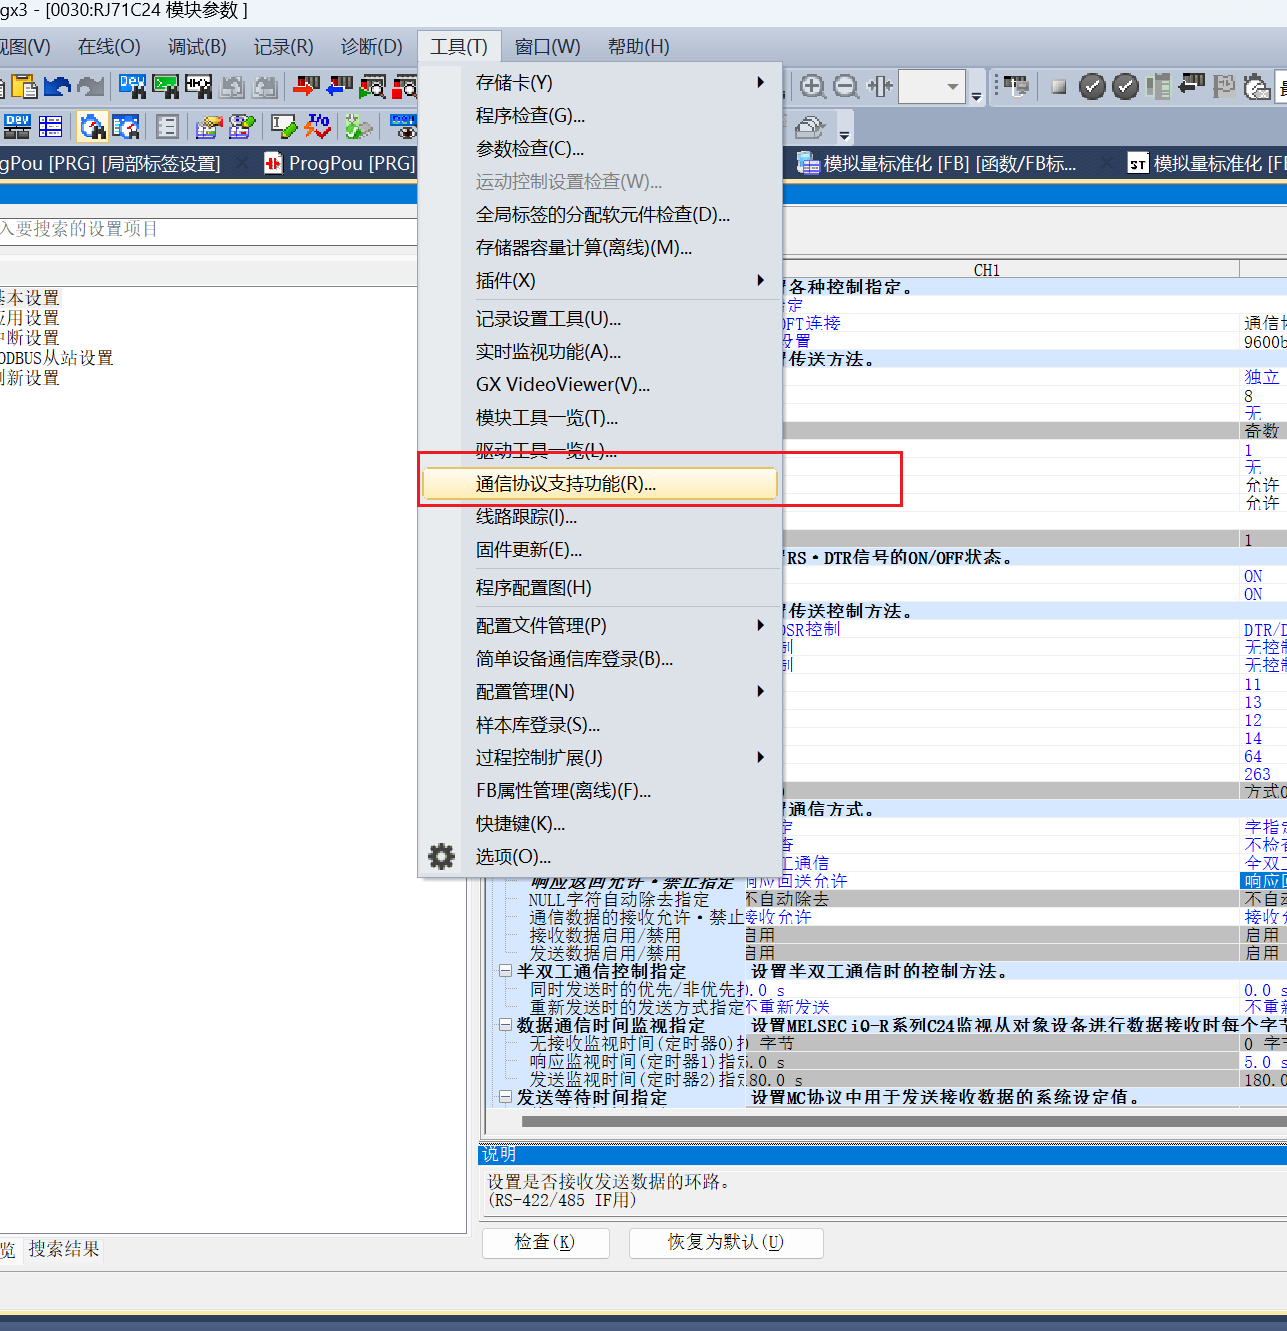 gx3 - [0030:RJ71C24 模块参数 ]
视图(V) 在线(O) 调试(B) 记录(R) 诊断(D) 工具(T) 窗口(W) 帮助(H)
gPou [PRG] [局部标签设置]
ProgPou [PRG]
模拟量标准化 [FB] [函数/FB标...
模拟量标准化 [F
入要搜索的设置项目
基本设置
应用设置
中断设置
ODBUS从站设置
刷新设置
存储卡(Y)
程序检查(G)...
参数检查(C)...
运动控制设置检查(W)...
全局标签的分配软元件检查(D)...
存储器容量计算(离线)(M)...
插件(X)
记录设置工具(U)...
实时监视功能(A)...
GX VideoViewer(V)...
模块工具一览(T)...
驱动工具一览(L)...
通信协议支持功能(R)...
线路跟踪(I)...
固件更新(E)...
程序配置图(H)
配置文件管理(P)
简单设备通信库登录(B)...
配置管理(N)
样本库登录(S)...
过程控制扩展(J)
FB属性管理(离线)(F)...
快捷键(K)...
选项(O)...
CH1
各种控制指定。
定
OFT连接 通信协
设置 9600b
传送方法。
独立
8
无
奇数
1
无
允许
允许
1
RS·DTR信号的ON/OFF状态。
ON
ON
传送控制方法。
DSR控制 DTR/D
制 无控制
制 无控制
11
13
12
14
64
263
方式
通信方式。
定 字指定
查 不检查
工通信 全双工
响应返回允许·禁止指定 响应回送允许 响应回
NULL字符自动除去指定 不自动除去 不自动
通信数据的接收允许·禁止 接收允许 接收
接收数据启用/禁用 启用 启用
发送数据启用/禁用 启用 启用
半双工通信控制指定 设置半双工通信时的控制方法。
同时发送时的优先/非优先指 0.0 s 0.0 s
重新发送时的发送方式指定 不重新发送 不重新
数据通信时间监视指定 设置MELSEC iQ-R系列C24监视从对象设备进行数据接收时每个字节
无接收监视时间(定时器0)指 0 字节 0 字节
响应监视时间(定时器1)指定 5.0 s 5.0 s
发送监视时间(定时器2)指定 180.0 s 180.0
发送等待时间指定 设置MC协议中用于发送接收数据的系统设定值。
说明
设置是否接收发送数据的环路。
(RS-422/485 IF用)
览 搜索结果
检查(K) 恢复为默认(U)